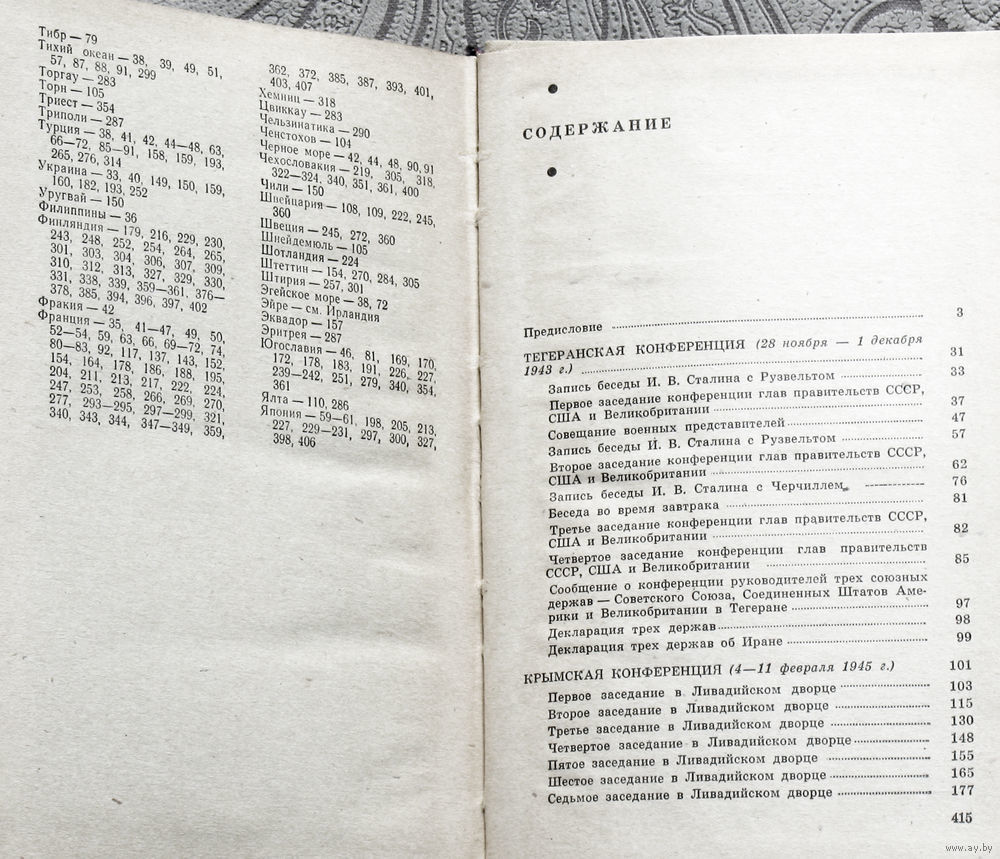 Тибр — 79
Тихий океан — 38, 39, 49, 51,
57, 87, 88, 91, 299
Торгау — 283
Торн — 105
Триест — 354
Триполи — 287
Турция — 38, 41, 42, 44—48, 63,
66—72, 85—91, 158, 159, 193,
265, 276, 314
Украина — 33, 40, 149, 150, 159,
160, 182, 193, 252
Уругвай — 150
Филиппины — 36
Финляндия — 179, 216, 229, 230,
243, 248, 252, 254, 264, 265,
301, 303, 304, 306, 307, 309,
310, 312, 313, 327, 329, 330,
331, 338, 339, 359—361, 376—
378, 385, 394, 396, 397, 402
Фракия — 42
Франция — 35, 41—47, 49, 50,
52—54, 59, 63, 66, 69—72, 74,
80—83, 92, 117, 137, 143, 152,
154, 164, 178, 186, 188, 195,
204, 211, 213, 217, 222, 224,
247, 253, 258, 266, 269, 270,
277, 293—295, 297—299, 321,
340, 343, 344, 347—349, 359,
362, 372, 385, 387, 393, 401,
403, 407
Хемниц — 318
Цвиккау — 283
Чельзинатика — 290
Ченстохов — 104
Черное море — 42, 44, 48, 90, 91
Чехословакия — 219, 305, 318,
322—324, 340, 351, 361, 400
Чили — 150
Швейцария — 108, 109, 222, 245,
360
Швеция — 245, 272, 360
Шнейдемюль — 105
Шотландия — 224
Штеттин — 154, 270, 284, 305
Штирия — 257, 301
Эгейское море — 38, 72
Эйре — см. Ирландия
Эквадор — 157
Эритрея — 287
Югославия — 46, 81, 169, 170,
172, 178, 183, 191, 226, 227,
239—242, 251, 279, 340, 354,
361
Ялта — 110, 286
Япония — 59—61, 198, 205, 213,
227, 229—231, 297, 300, 327,
398, 406
СОДЕРЖАНИЕ
Предисловие 3
ТЕГЕРАНСКАЯ КОНФЕРЕНЦИЯ (28 ноября — 1 декабря
1943 г.) 31
Запись беседы И. В. Сталина с Рузвельтом 33
Первое заседание конференции глав правительств СССР,
США и Великобритании 37
Совещание военных представителей 47
Запись беседы И. В. Сталина с Рузвельтом 57
Второе заседание конференции глав правительств СССР,
США и Великобритании 62
Запись беседы И. В. Сталина с Черчиллем 76
Беседа во время завтрака 81
Третье заседание конференции глав правительств СССР,
США и Великобритании 82
Четвертое заседание конференции глав правительств
СССР, США и Великобритании 85
Сообщение о конференции руководителей трех союзных
держав — Советского Союза, Соединенных Штатов Аме-
рики и Великобритании в Тегеране 97
Декларация трех держав 98
Декларация трех держав об Иране 99
КРЫМСКАЯ КОНФЕРЕНЦИЯ (4—11 февраля 1945 г.) 101
Первое заседание в Ливадийском дворце 103
Второе заседание в Ливадийском дворце 115
Третье заседание в Ливадийском дворце 130
Четвертое заседание в Ливадийском дворце 148
Пятое заседание в Ливадийском дворце 155
Шестое заседание в Ливадийском дворце 165
Седьмое заседание в Ливадийском дворце 177
415
www.ay.by